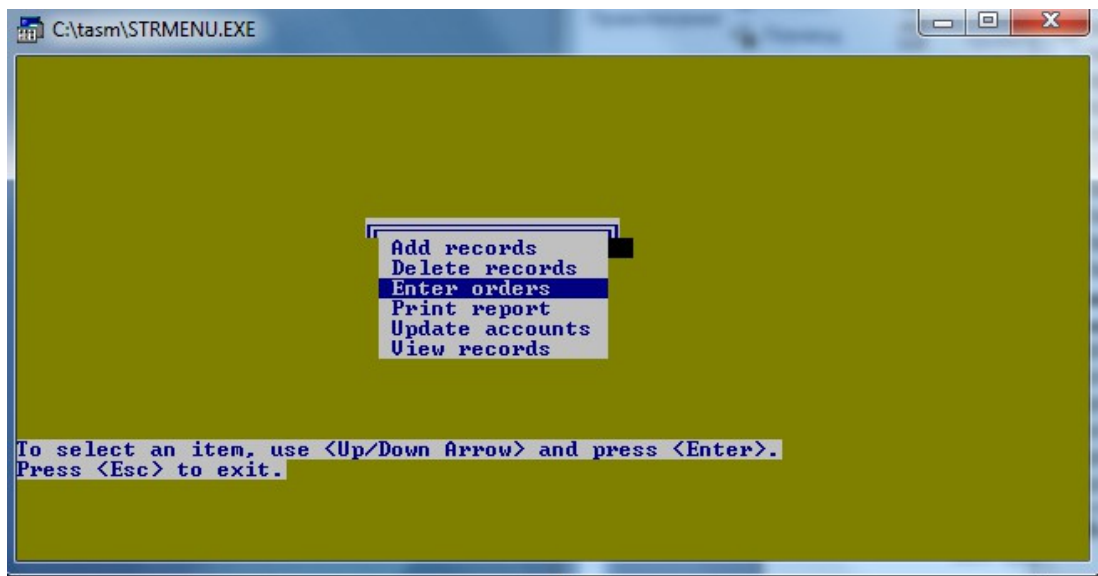 C:\tasm\STRMENU.EXE
Add records
Delete records
Enter orders
Print report
Update accounts
View records
To select an item, use <Up/Down Arrow> and press <Enter>.
Press <Esc> to exit.